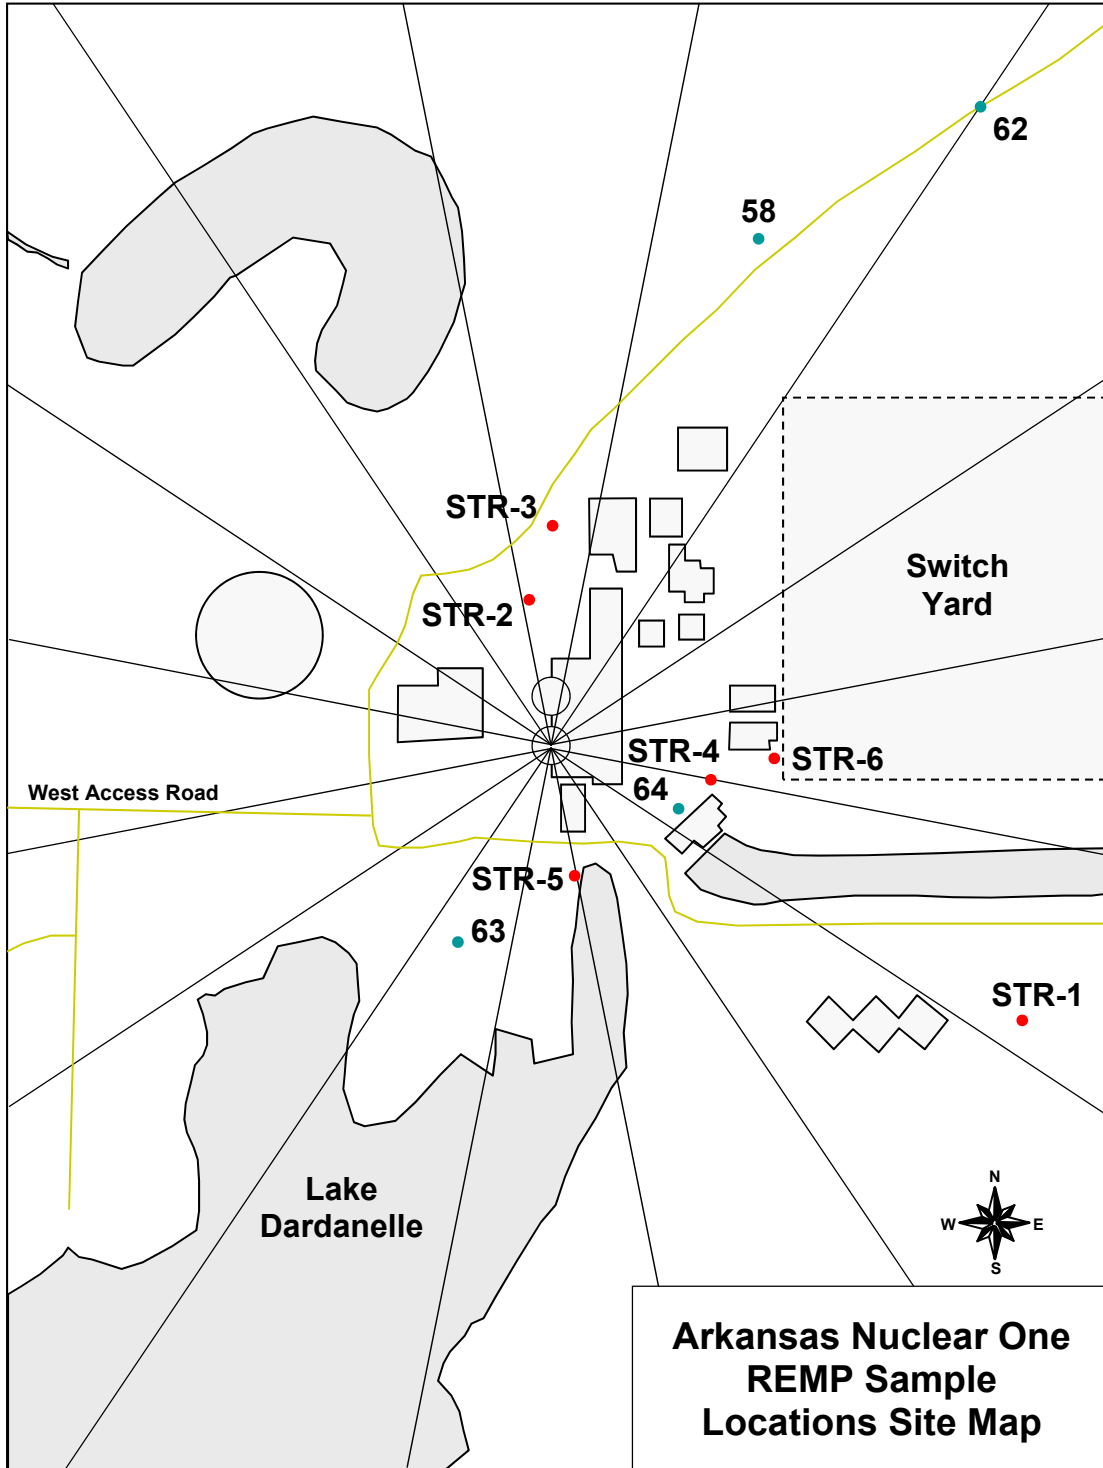 62
58
STR-3
Switch
Yard
STR-2
STR-4
STR-6
64
West Access Road
STR-5
63
STR-1
N
W
E
S
Lake
Dardanelle
Arkansas Nuclear One
REMP Sample
Locations Site Map